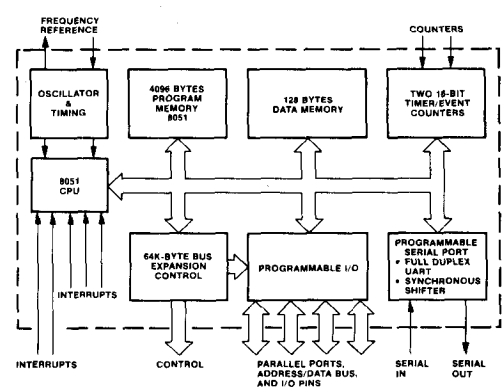 FREQUENCY
REFERENCE
COUNTERS
OSCILLATOR
&
TIMING
4096 BYTES
PROGRAM
MEMORY
8051
128 BYTES
DATA MEMORY
TWO 16-BIT
TIMER/EVENT
COUNTERS
8051
CPU
64K-BYTE BUS
EXPANSION
CONTROL
PROGRAMMABLE I/O
PROGRAMMABLE
SERIAL PORT
• FULL DUPLEX
UART
• SYNCHRONOUS
SHIFTER
INTERRUPTS
INTERRUPTS
CONTROL
PARALLEL PORTS,
ADDRESS/DATA BUS,
AND I/O PINS
SERIAL
IN
SERIAL
OUT